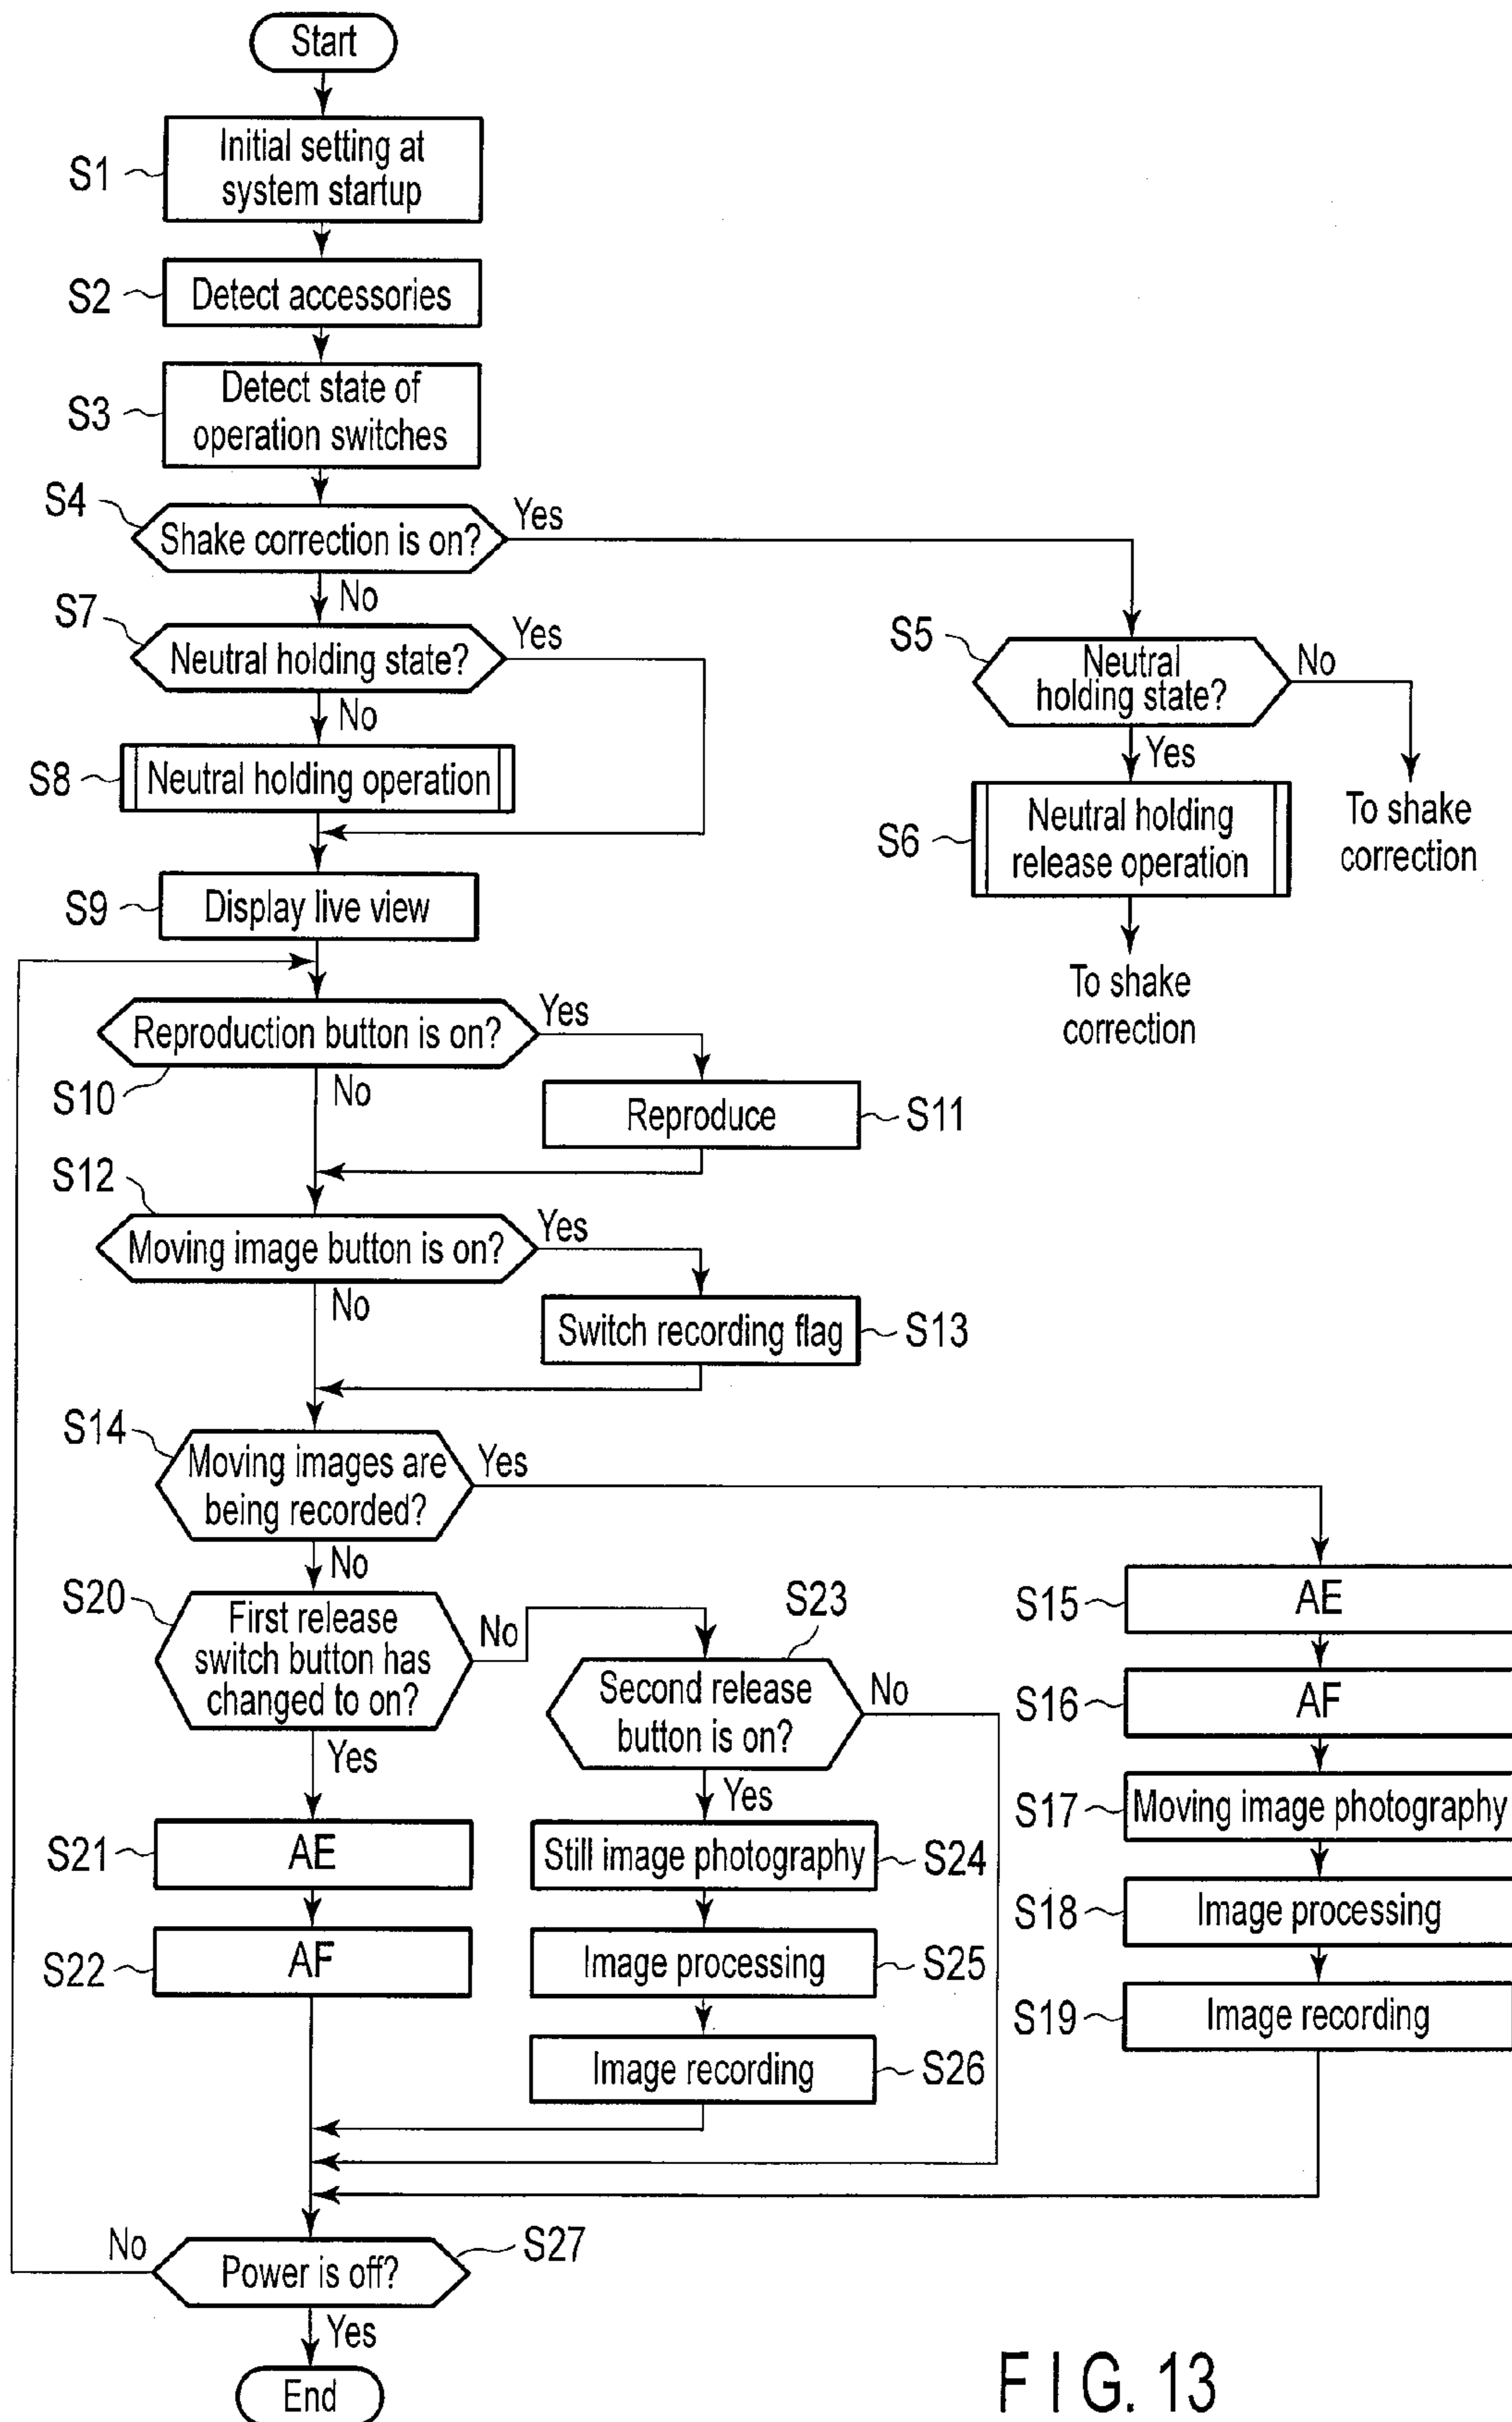 Start
S1
Initial setting at
system startup
S2
Detect accessories
S3
Detect state of
operation switches
S4
Shake correction is on?
Yes
No
S7
Neutral holding state?
Yes
No
S5
Neutral
holding state?
No
Yes
S8
Neutral holding operation
S6
Neutral holding
release operation
To shake
correction
To shake
correction
S9
Display live view
Reproduction button is on?
Yes
S10
No
Reproduce
S11
S12
Moving image button is on?
Yes
No
Switch recording flag
S13
S14
Moving images are
being recorded?
Yes
No
S20
First release
switch button has
changed to on?
No
Yes
S23
Second release
button is on?
No
Yes
S15
AE
S16
AF
S17
Moving image photography
S18
Image processing
S19
Image recording
S21
AE
S22
AF
Still image photography
S24
Image processing
S25
Image recording
S26
No
Power is off?
S27
Yes
End
FIG. 13